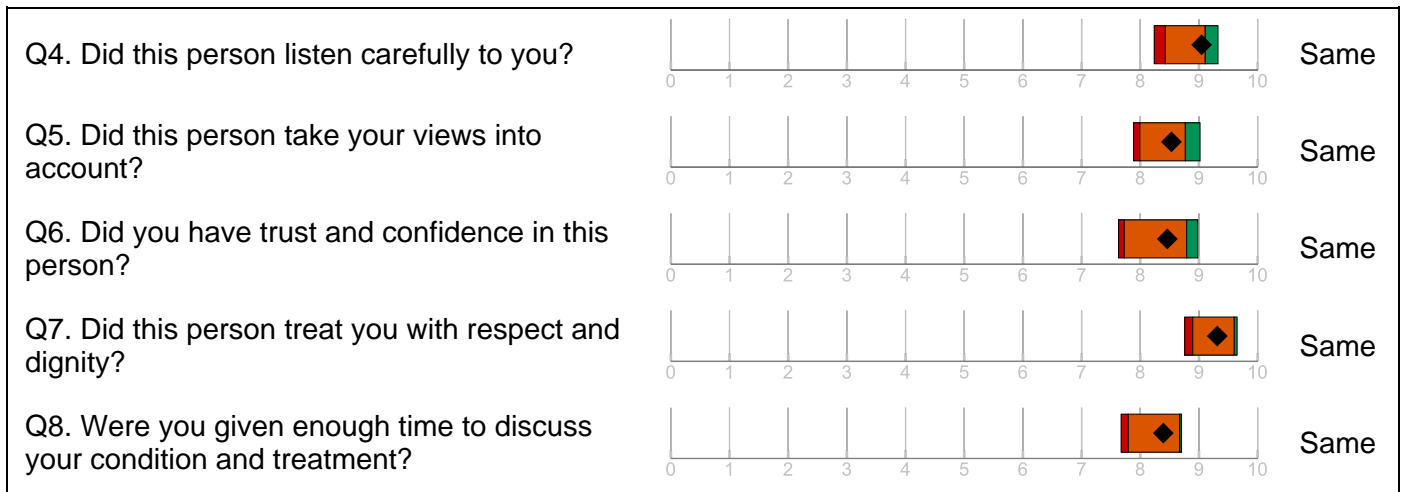 Q4. Did this person listen carefully to you?
Same
0 1 2 3 4 5 6 7 8 9 10
Q5. Did this person take your views into
account?
Same
0 1 2 3 4 5 6 7 8 9 10
Q6. Did you have trust and confidence in this
person?
Same
0 1 2 3 4 5 6 7 8 9 10
Q7. Did this person treat you with respect and
dignity?
Same
0 1 2 3 4 5 6 7 8 9 10
Q8. Were you given enough time to discuss
your condition and treatment?
Same
0 1 2 3 4 5 6 7 8 9 10